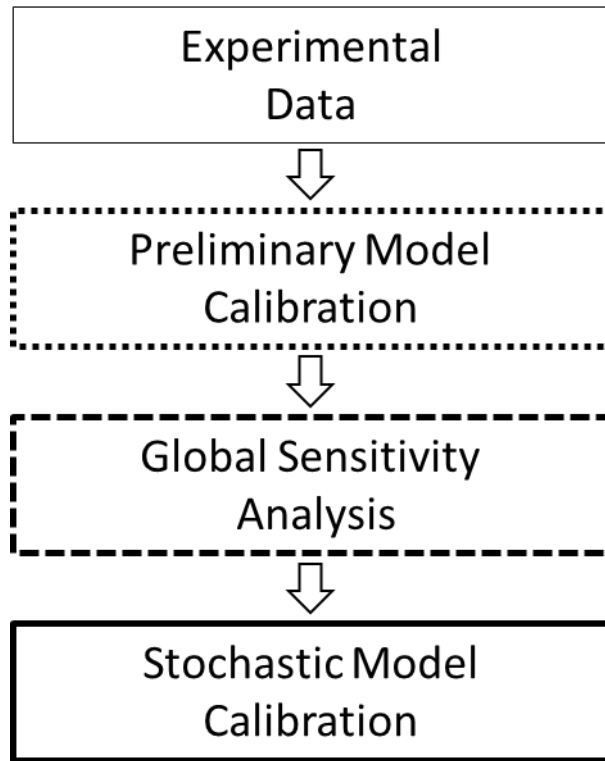 Experimental
Data
Preliminary Model
Calibration
Global Sensitivity
Analysis
Stochastic Model
Calibration